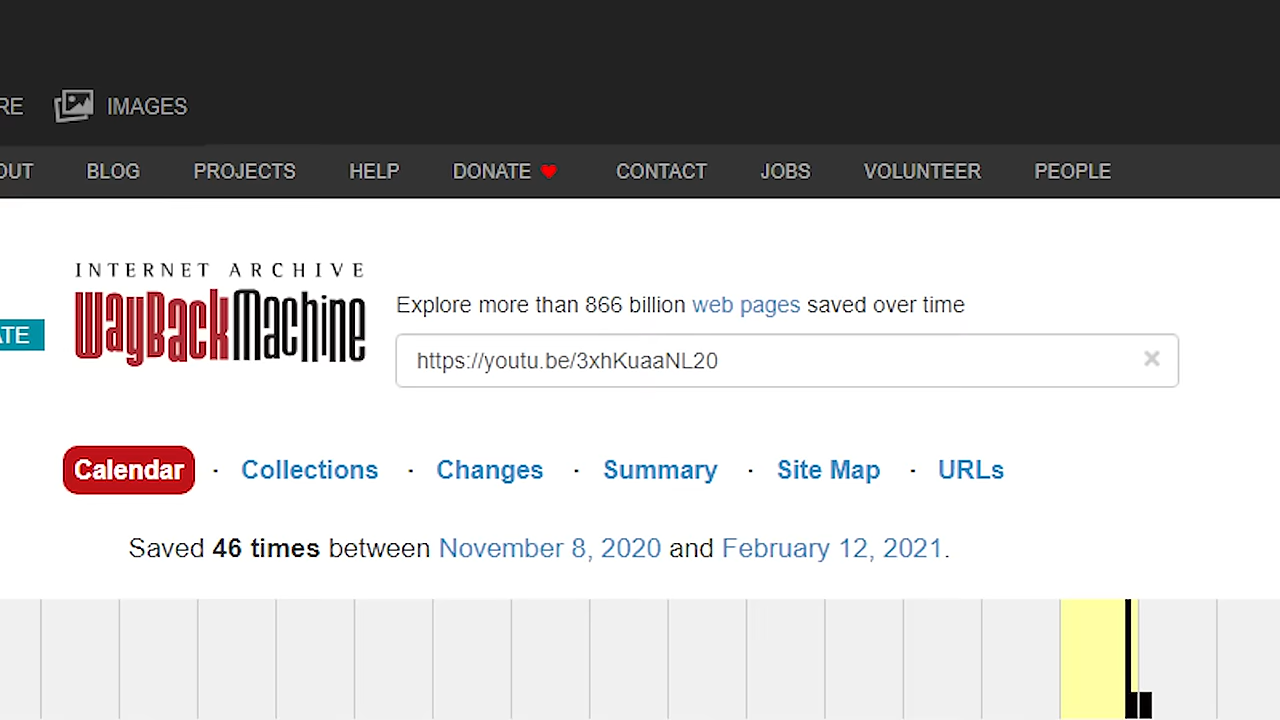 RE IMAGES
OUT BLOG PROJECTS HELP DONATE CONTACT JOBS VOLUNTEER PEOPLE
INTERNET ARCHIVE
WayBackMachine
Explore more than 866 billion web pages saved over time
ATE
https://youtu.be/3xhKuaaNL20
Calendar · Collections · Changes · Summary · Site Map · URLs
Saved 46 times between November 8, 2020 and February 12, 2021.